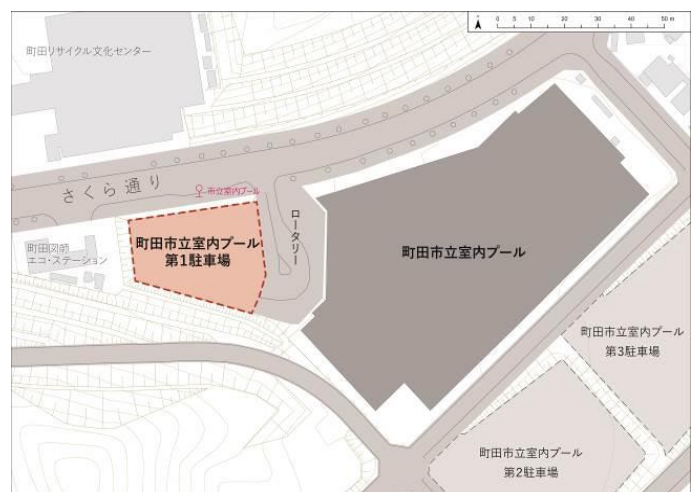 0 5 10 20 30 40 50 m
町田リサイクル文化センター
さくら通り
市立室内プール
ロータリー
町田図師
エコ・ステーション
町田市立室内プール
第1駐車場
町田市立室内プール
町田市立室内プール
第3駐車場
町田市立室内プール
第2駐車場